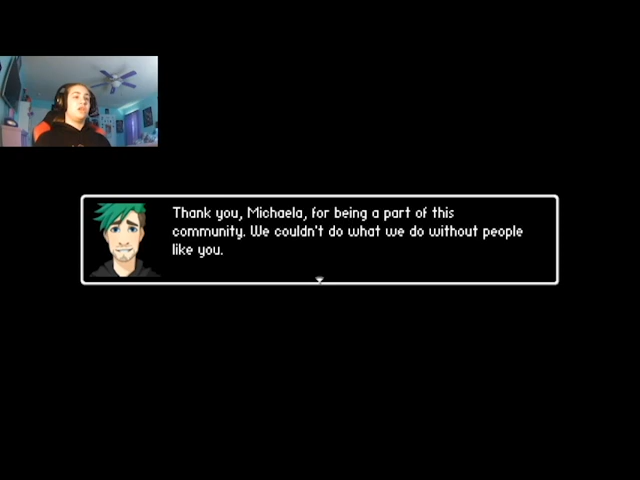 Thank you, Michaela, for being a part of this
community. We couldn't do what we do without people
like you.